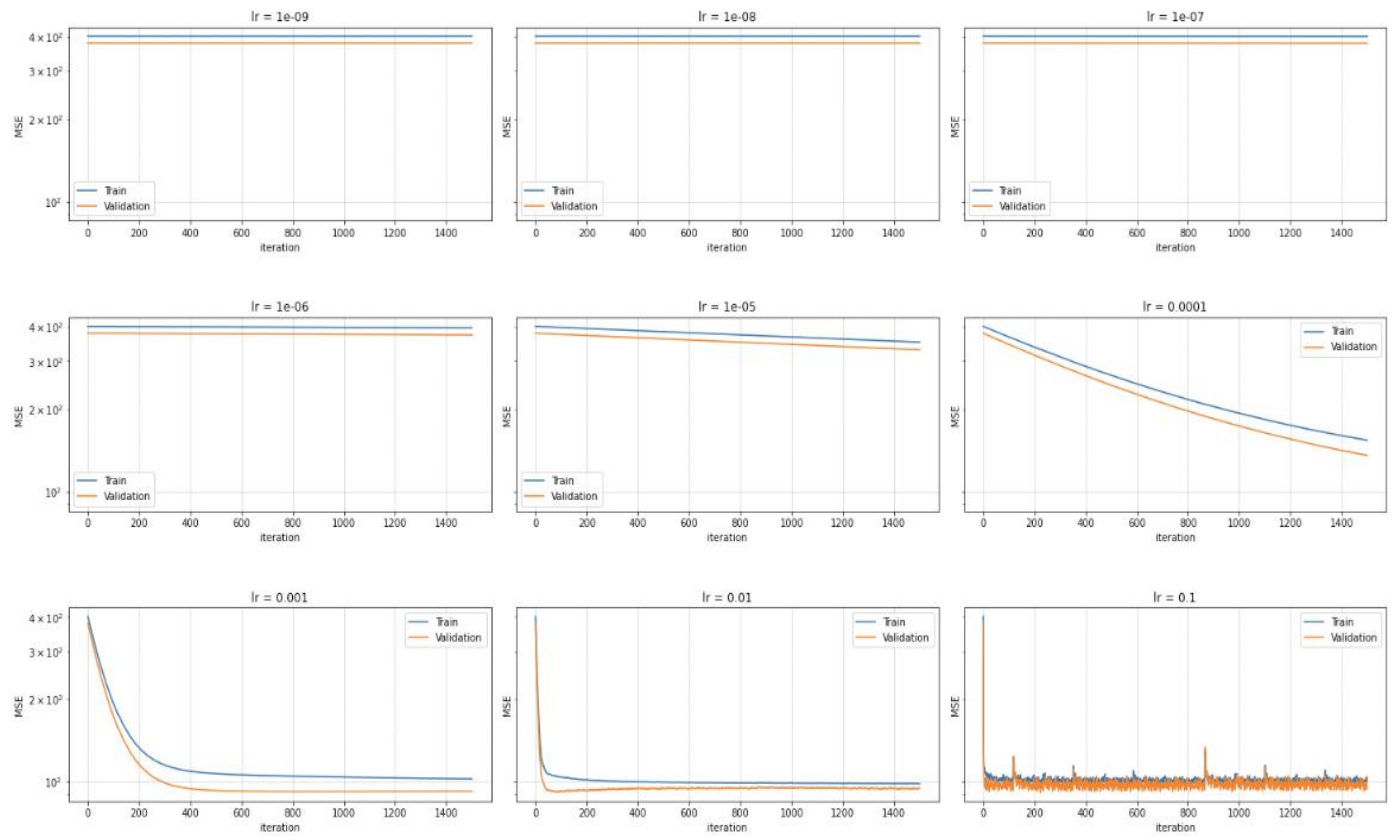 lr = 1e-09
lr = 1e-08
lr = 1e-07
4 × 10²
3 × 10²
2 × 10²
10²
MSE
MSE
MSE
Train
Validation
Train
Validation
Train
Validation
0 200 400 600 800 1000 1200 1400
0 200 400 600 800 1000 1200 1400
0 200 400 600 800 1000 1200 1400
iteration
iteration
iteration
lr = 1e-06
lr = 1e-05
lr = 0.0001
4 × 10²
3 × 10²
2 × 10²
10²
MSE
MSE
MSE
Train
Validation
Train
Validation
Train
Validation
0 200 400 600 800 1000 1200 1400
0 200 400 600 800 1000 1200 1400
0 200 400 600 800 1000 1200 1400
iteration
iteration
iteration
lr = 0.001
lr = 0.01
lr = 0.1
4 × 10²
3 × 10²
2 × 10²
10²
MSE
MSE
MSE
Train
Validation
Train
Validation
Train
Validation
0 200 400 600 800 1000 1200 1400
0 200 400 600 800 1000 1200 1400
0 200 400 600 800 1000 1200 1400
iteration
iteration
iteration